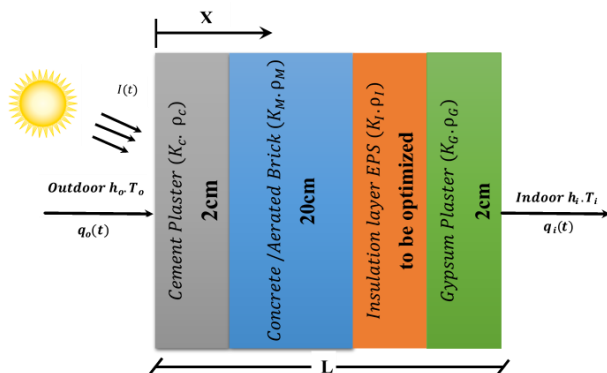 X
I(t)
Outdoor h_o.T_o
q_o(t)
Cement Plaster (K_C. ρ_C)
2cm
Concrete /Aerated Brick (K_M. ρ_M)
20cm
Insulation layer EPS (K_I. ρ_I)
to be optimized
Gypsum Plaster (K_G. ρ_G)
2cm
Indoor h_i.T_i
q_i(t)
L